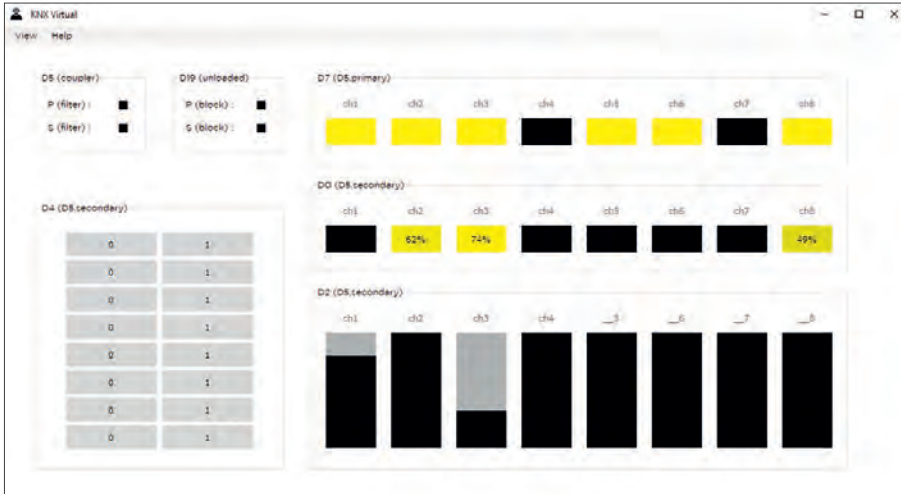 KNX Virtual
View Help
D5 (coupler)
P (filter) :
S (filter) :
D19 (unloaded)
P (block) :
S (block) :
D7 (D5.primary)
ch1 ch2 ch3 ch4 ch5 ch6 ch7 ch8
D0 (D5.secondary)
ch1 ch2 ch3 ch4 ch5 ch6 ch7 ch8
62% 74% 49%
D4 (D5.secondary)
0 1
0 1
0 1
0 1
0 1
0 1
0 1
0 1
D2 (D5.secondary)
ch1 ch2 ch3 ch4 __5 __6 __7 __8